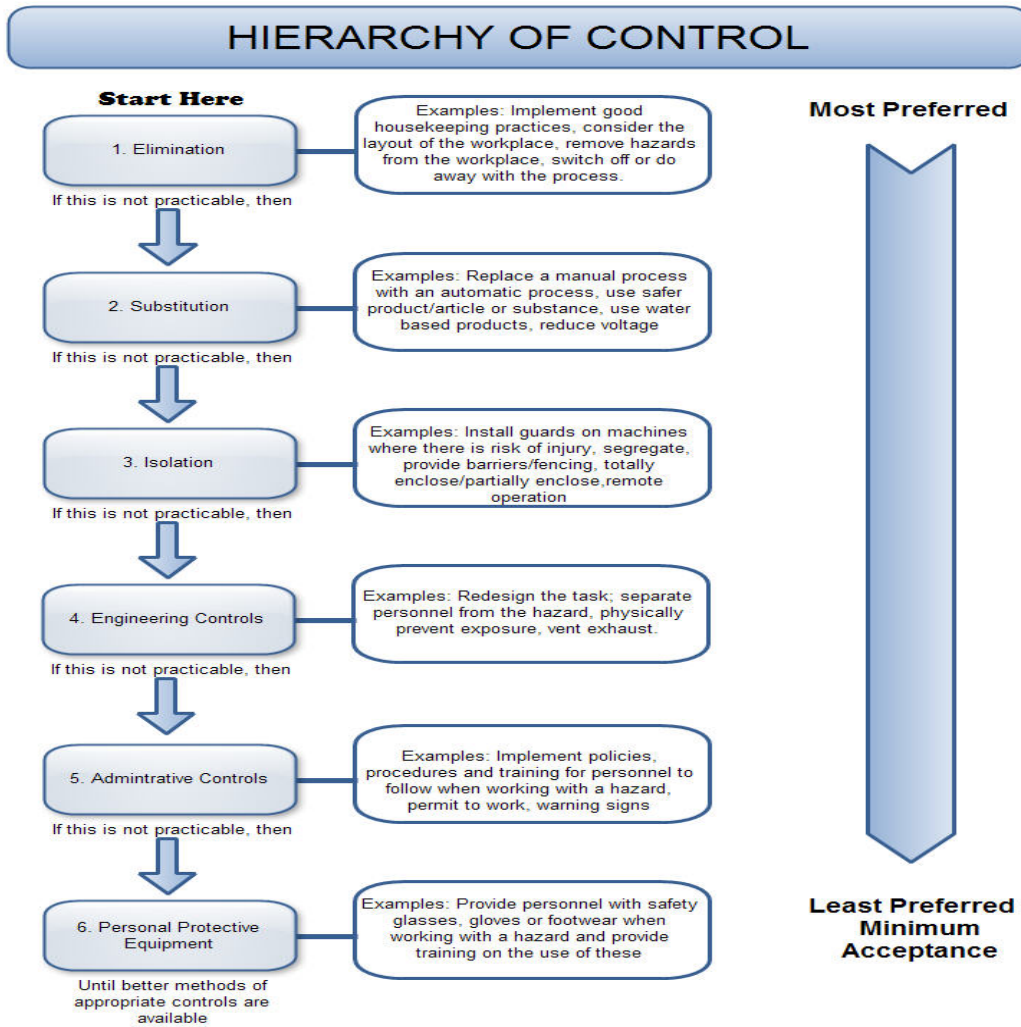 HIERARCHY OF CONTROL
Start Here
Most Preferred
1. Elimination
Examples: Implement good
housekeeping practices, consider the
layout of the workplace, remove hazards
from the workplace, switch off or do
away with the process.
If this is not practicable, then
2. Substitution
Examples: Replace a manual process
with an automatic process, use safer
product/article or substance, use water
based products, reduce voltage
If this is not practicable, then
3. Isolation
Examples: Install guards on machines
where there is risk of injury, segregate,
provide barriers/fencing, totally
enclose/partially enclose,remote
operation
If this is not practicable, then
4. Engineering Controls
Examples: Redesign the task; separate
personnel from the hazard, physically
prevent exposure, vent exhaust.
If this is not practicable, then
5. Admintrative Controls
Examples: Implement policies,
procedures and training for personnel to
follow when working with a hazard,
permit to work, warning signs
If this is not practicable, then
6. Personal Protective
Equipment
Examples: Provide personnel with safety
glasses, gloves or footwear when
working with a hazard and provide
training on the use of these
Until better methods of
appropriate controls are
available
Least Preferred
Minimum
Acceptance